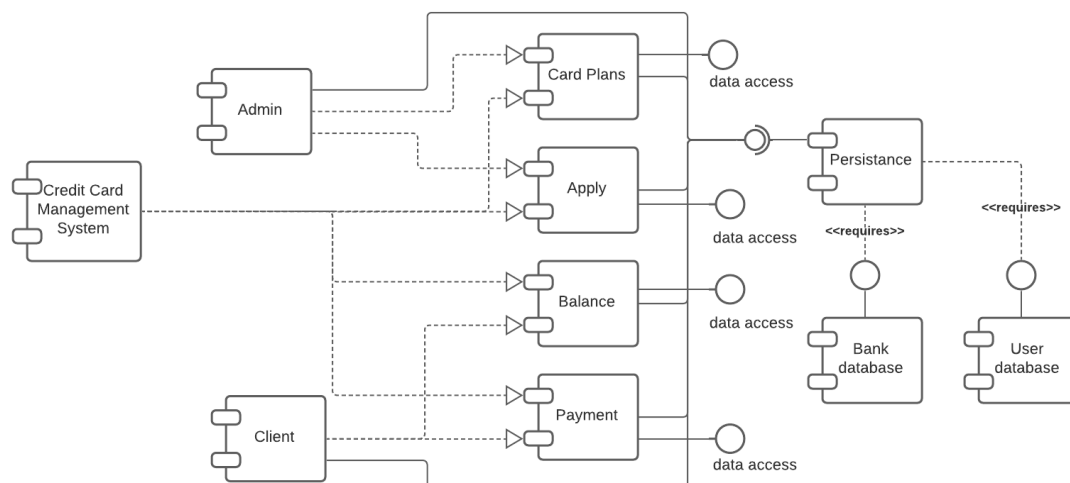 Card Plans
data access
Admin
Persistance
Credit Card
Management
System
Apply
data access
<<requires>>
<<requires>>
Balance
data access
Bank
database
User
database
Payment
Client
data access